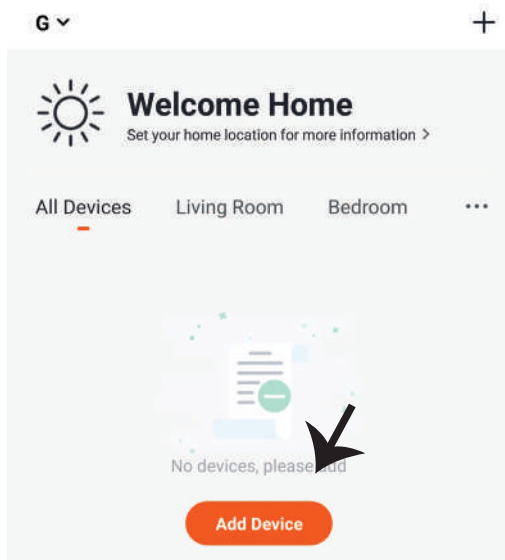 G
Welcome Home
Set your home location for more information >
All Devices Living Room Bedroom ...
No devices, please add
Add Device